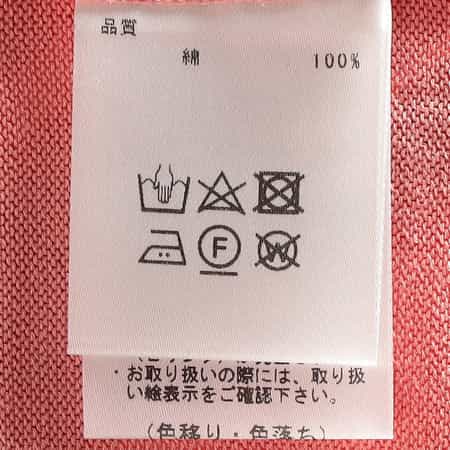 品質
綿 100%
F
W
・お取り扱いの際には、取り扱
い絵表示をご確認下さい。
(色移り・色落ち)